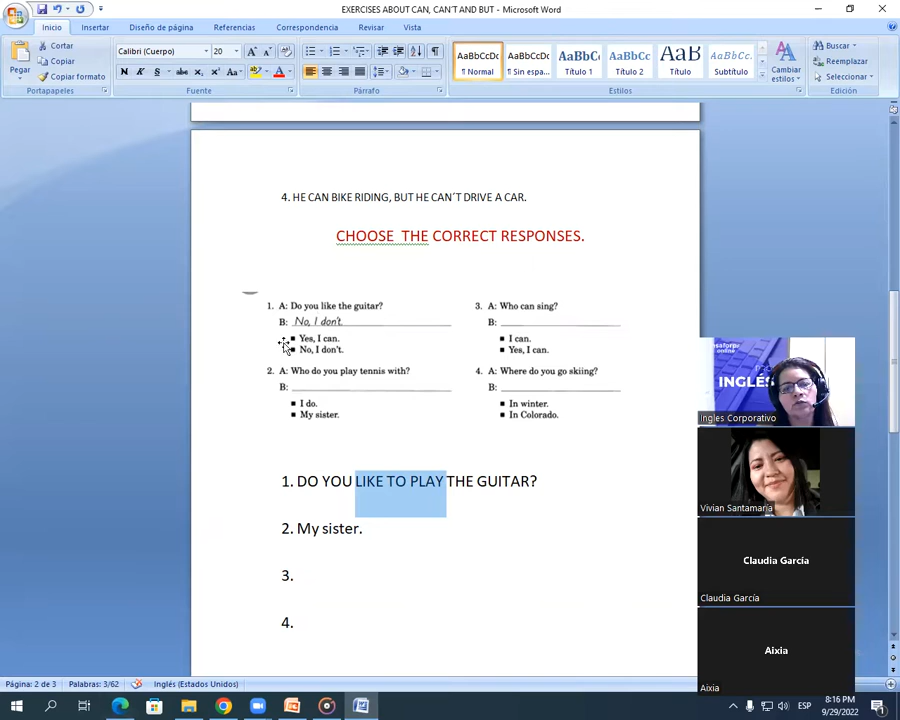 EXERCISES ABOUT CAN, CAN'T AND BUT - Microsoft Word
Inicio Insertar Diseño de página Referencias Correspondencia Revisar Vista
Pegar
Cortar
Copiar
Copiar formato
Portapapeles
Calibri (Cuerpo) 20
Fuente
Párrafo
AaBbCcDc AaBbCcDc AaBbCc AaBbCc AaB AaBbCc.
¶ Normal ¶ Sin espa... Título 1 Título 2 Título Subtítulo
Cambiar estilos
Estilos
Buscar
Reemplazar
Seleccionar
Edición
4. HE CAN BIKE RIDING, BUT HE CAN´T DRIVE A CAR.
CHOOSE THE CORRECT RESPONSES.
1. A: Do you like the guitar?
B: No, I don't.
■ Yes, I can.
■ No, I don't.
2. A: Who do you play tennis with?
B:
■ I do.
■ My sister.
3. A: Who can sing?
B:
■ I can.
■ Yes, I can.
4. A: Where do you go skiing?
B:
■ In winter.
■ In Colorado.
1. DO YOU LIKE TO PLAY THE GUITAR?
2. My sister.
3.
4.
INGLÉS
Ingles Corporativo
Vivian Santamaría
Claudia García
Claudia García
Aixia
Aixia
Página: 2 de 3 Palabras: 3/62 Inglés (Estados Unidos)
ESP
8:16 PM
9/29/2022